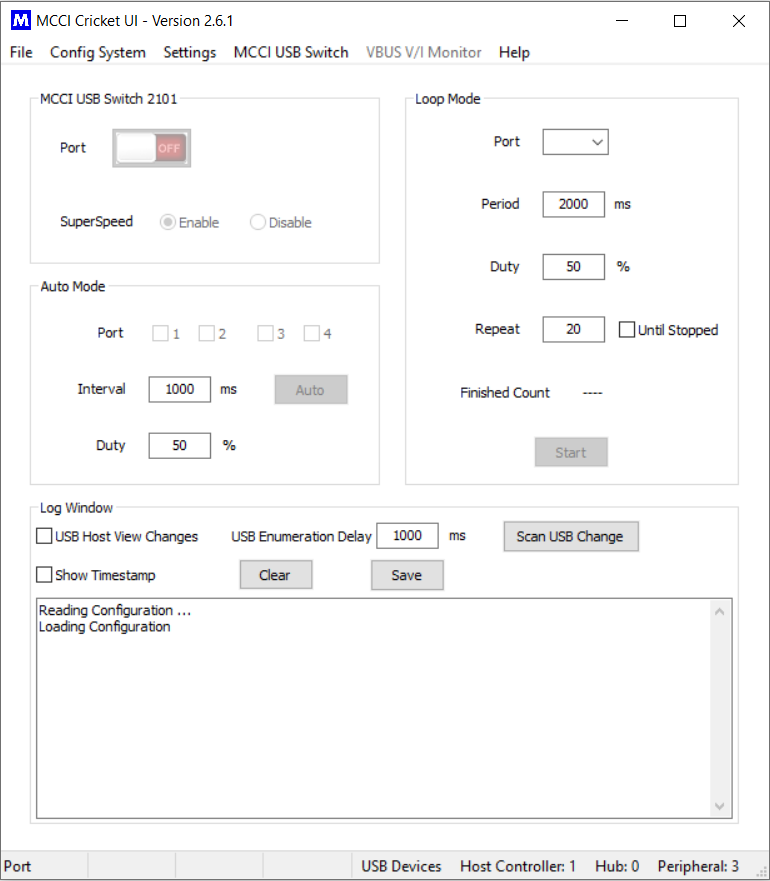 M MCCI Cricket UI - Version 2.6.1
File Config System Settings MCCI USB Switch VBUS V/I Monitor Help
MCCI USB Switch 2101
Port OFF
SuperSpeed Enable Disable
Auto Mode
Port 1 2 3 4
Interval 1000 ms Auto
Duty 50 %
Loop Mode
Port
Period 2000 ms
Duty 50 %
Repeat 20 Until Stopped
Finished Count ----
Start
Log Window
USB Host View Changes USB Enumeration Delay 1000 ms Scan USB Change
Show Timestamp Clear Save
Reading Configuration ...
Loading Configuration
Port USB Devices Host Controller: 1 Hub: 0 Peripheral: 3